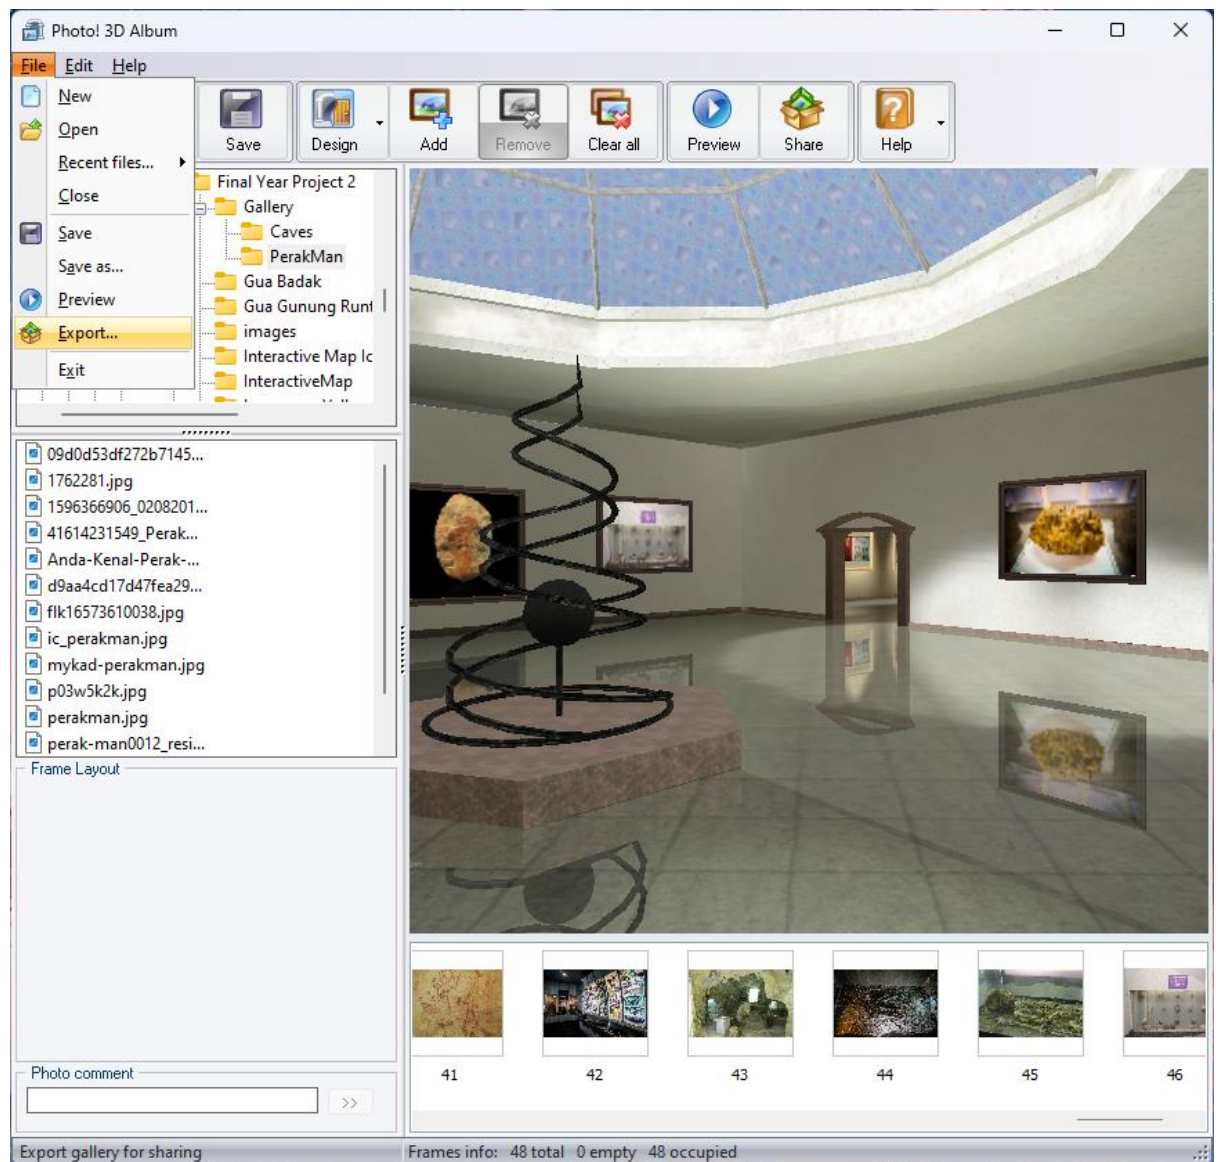 Photo! 3D Album
File Edit Help
New
Open
Recent files...
Close
Save
Save as...
Preview
Export...
Exit
Save Design Add Remove Clear all Preview Share Help
Final Year Project 2
Gallery
Caves
PerakMan
Gua Badak
Gua Gunung Runt
images
Interactive Map Ic
InteractiveMap
09d0d53df272b7145...
1762281.jpg
1596366906_0208201...
41614231549_Perak...
Anda-Kenal-Perak-...
d9aa4cd17d47fea29...
flk16573610038.jpg
ic_perakman.jpg
mykad-perakman.jpg
p03w5k2k.jpg
perakman.jpg
perak-man0012_resi...
Frame Layout
41 42 43 44 45 46
Photo comment
>>
Export gallery for sharing
Frames info: 48 total 0 empty 48 occupied